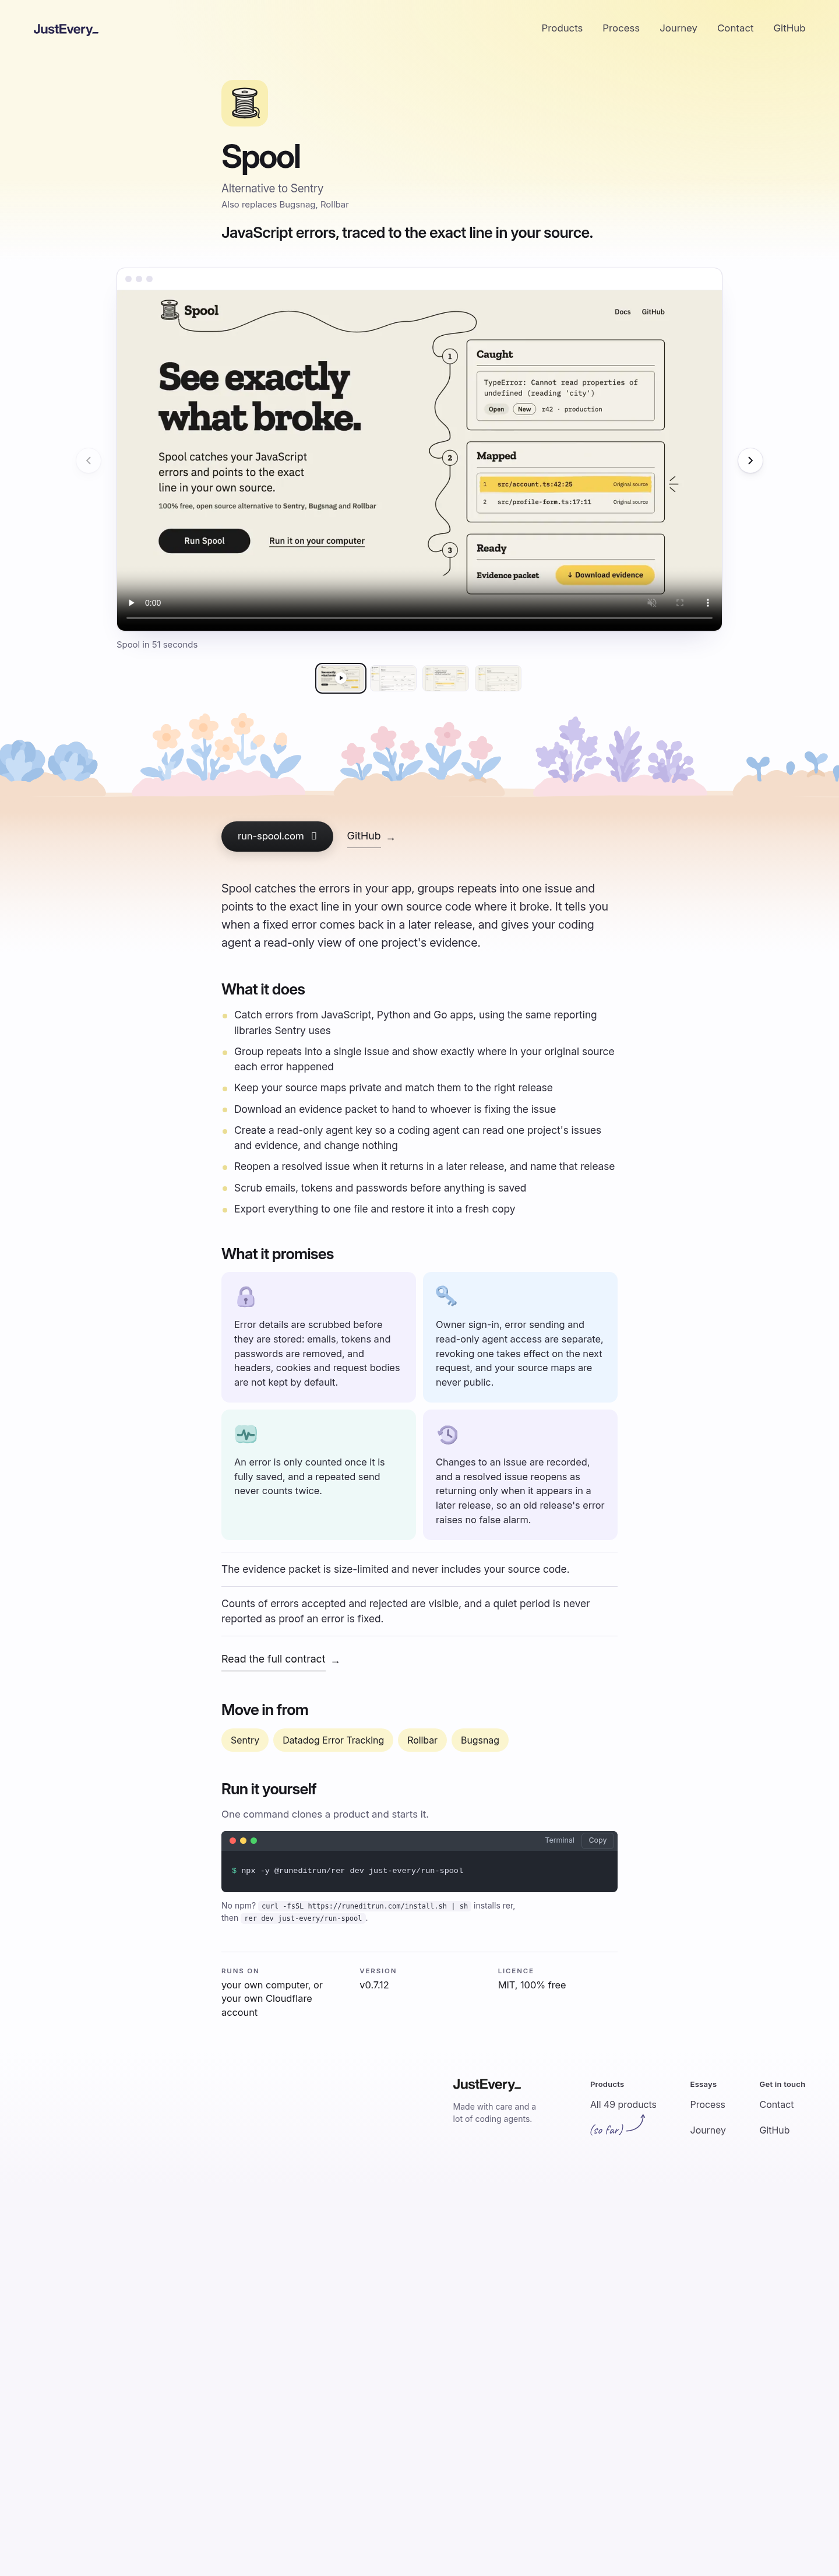 JustEvery_
Products Process Journey Contact GitHub
Spool
Alternative to Sentry
Also replaces Bugsnag, Rollbar
JavaScript errors, traced to the exact line in your source.
Spool
Docs GitHub
See exactly
what broke.
Spool catches your JavaScript
errors and points to the exact
line in your own source.
100% free, open source alternative to Sentry, Bugsnag and Rollbar
Run Spool
Run it on your computer
1
Caught
TypeError: Cannot read properties of
undefined (reading 'city')
Open New r42 · production
2
Mapped
1 src/account.ts:42:25 Original source
2 src/profile-form.ts:17:11 Original source
3
Ready
Evidence packet
↓ Download evidence
0:00
Spool in 51 seconds
run-spool.com
GitHub →
Spool catches the errors in your app, groups repeats into one issue and
points to the exact line in your own source code where it broke. It tells you
when a fixed error comes back in a later release, and gives your coding
agent a read-only view of one project's evidence.
What it does
Catch errors from JavaScript, Python and Go apps, using the same reporting
libraries Sentry uses
Group repeats into a single issue and show exactly where in your original source
each error happened
Keep your source maps private and match them to the right release
Download an evidence packet to hand to whoever is fixing the issue
Create a read-only agent key so a coding agent can read one project's issues
and evidence, and change nothing
Reopen a resolved issue when it returns in a later release, and name that release
Scrub emails, tokens and passwords before anything is saved
Export everything to one file and restore it into a fresh copy
What it promises
Error details are scrubbed before
they are stored: emails, tokens and
passwords are removed, and
headers, cookies and request bodies
are not kept by default.
Owner sign-in, error sending and
read-only agent access are separate,
revoking one takes effect on the next
request, and your source maps are
never public.
An error is only counted once it is
fully saved, and a repeated send
never counts twice.
Changes to an issue are recorded,
and a resolved issue reopens as
returning only when it appears in a
later release, so an old release's error
raises no false alarm.
The evidence packet is size-limited and never includes your source code.
Counts of errors accepted and rejected are visible, and a quiet period is never
reported as proof an error is fixed.
Read the full contract →
Move in from
Sentry Datadog Error Tracking Rollbar Bugsnag
Run it yourself
One command clones a product and starts it.
Terminal Copy
$ npx -y @runeditrun/rer dev just-every/run-spool
No npm? curl -fsSL https://runeditrun.com/install.sh | sh installs rer,
then rer dev just-every/run-spool.
RUNS ON
your own computer, or
your own Cloudflare
account
VERSION
v0.7.12
LICENCE
MIT, 100% free
JustEvery_
Made with care and a
lot of coding agents.
Products
All 49 products
(so far)
Essays
Process
Journey
Get in touch
Contact
GitHub